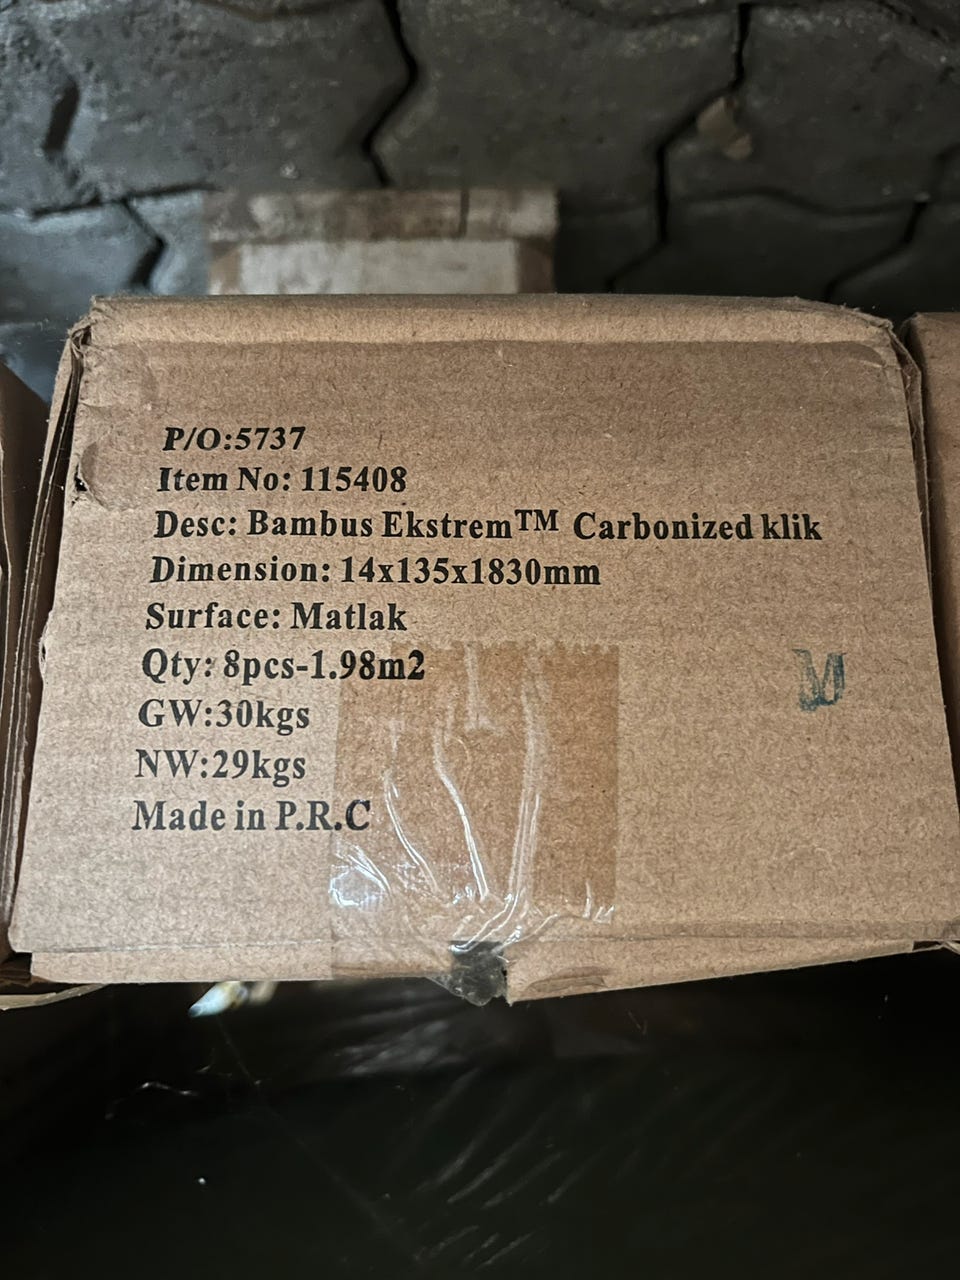 P/O:5737
Item No: 115408
Desc: Bambus Ekstrem™ Carbonized klik
Dimension: 14x135x1830mm
Surface: Matlak
Qty: 8pcs-1.98m2
GW:30kgs
NW:29kgs
Made in P.R.C